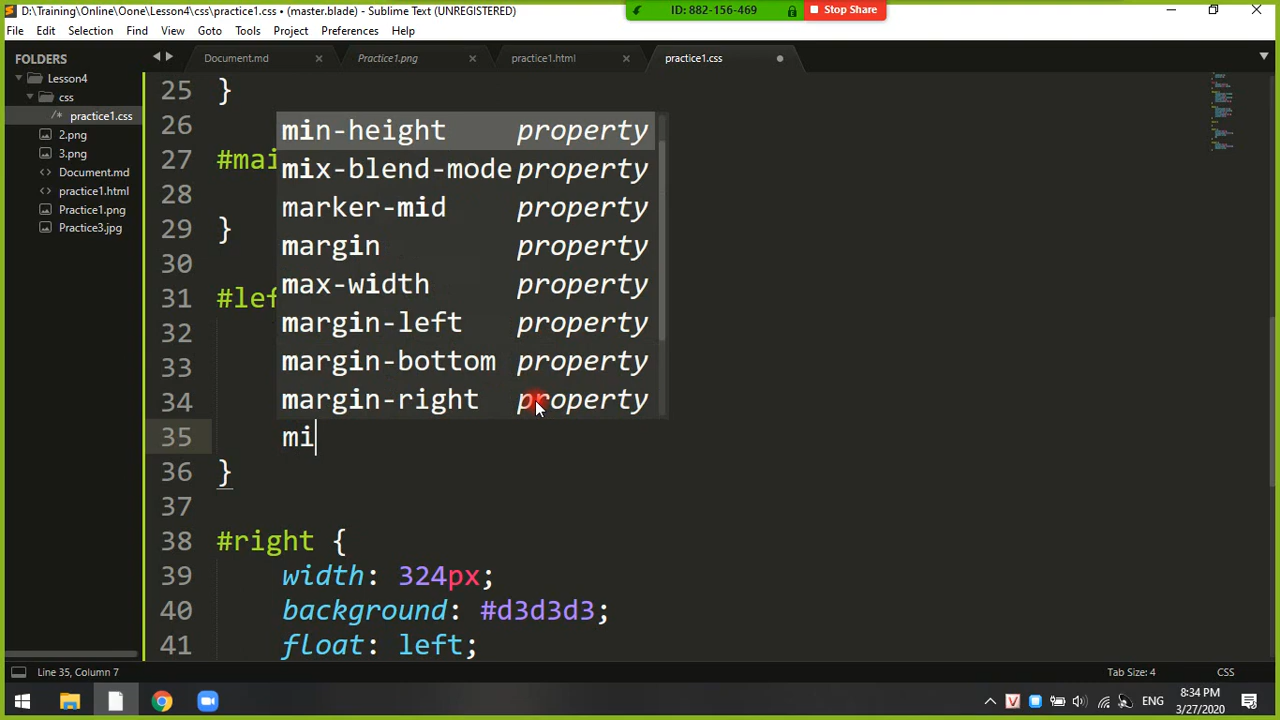 D:\Training\Online\Oone\Lesson4\css\practice1.css • (master.blade) - Sublime Text (UNREGISTERED)
ID: 882-156-469
Stop Share
File Edit Selection Find View Goto Tools Project Preferences Help
FOLDERS
Lesson4
css
/* practice1.css
2.png
3.png
<> Document.md
<> practice1.html
Practice1.png
Practice3.jpg
Document.md × Practice1.png × practice1.html × practice1.css •
25 }
26
27 #mai
28
29 }
30
31 #lef
32
33
34
35 mi
36 }
37
38 #right {
39 width: 324px;
40 background: #d3d3d3;
41 float: left;
min-height property
mix-blend-mode property
marker-mid property
margin property
max-width property
margin-left property
margin-bottom property
margin-right property
Line 35, Column 7
Tab Size: 4
CSS
ENG
8:34 PM
3/27/2020